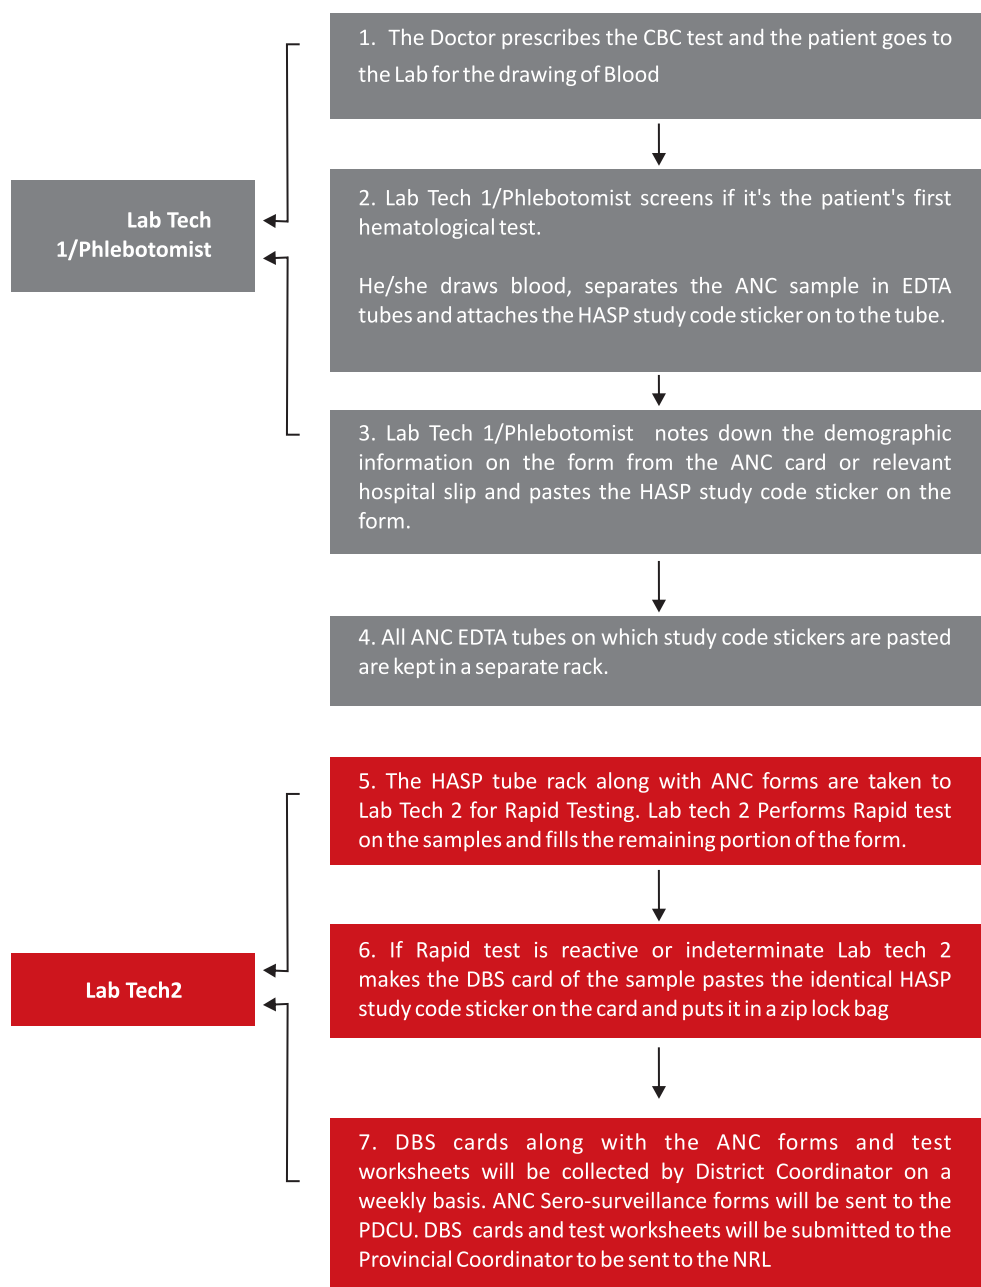 1. The Doctor prescribes the CBC test and the patient goes to
the Lab for the drawing of Blood
Lab Tech
1/Phlebotomist
2. Lab Tech 1/Phlebotomist screens if it's the patient's first
hematological test.
He/she draws blood, separates the ANC sample in EDTA
tubes and attaches the HASP study code sticker on to the tube.
3. Lab Tech 1/Phlebotomist notes down the demographic
information on the form from the ANC card or relevant
hospital slip and pastes the HASP study code sticker on the
form.
4. All ANC EDTA tubes on which study code stickers are pasted
are kept in a separate rack.
5. The HASP tube rack along with ANC forms are taken to
Lab Tech 2 for Rapid Testing. Lab tech 2 Performs Rapid test
on the samples and fills the remaining portion of the form.
Lab Tech2
6. If Rapid test is reactive or indeterminate Lab tech 2
makes the DBS card of the sample pastes the identical HASP
study code sticker on the card and puts it in a zip lock bag
7. DBS cards along with the ANC forms and test
worksheets will be collected by District Coordinator on a
weekly basis. ANC Sero-surveillance forms will be sent to the
PDCU. DBS cards and test worksheets will be submitted to the
Provincial Coordinator to be sent to the NRL